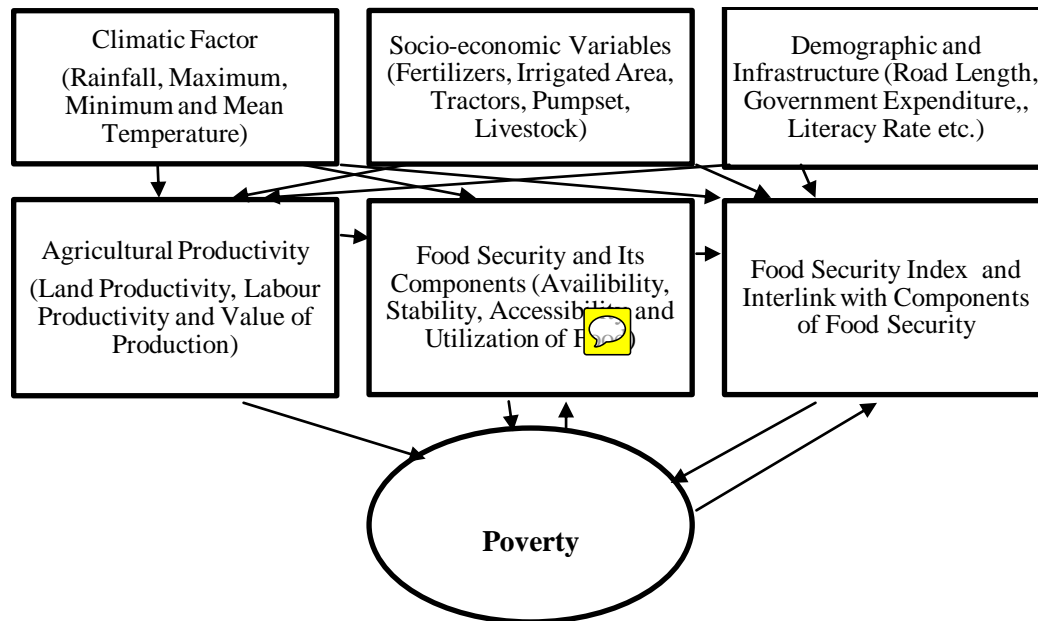 Climatic Factor
(Rainfall, Maximum,
Minimum and Mean
Temperature)
Socio-economic Variables
(Fertilizers, Irrigated Area,
Tractors, Pumpset,
Livestock)
Demographic and
Infrastructure (Road Length,
Government Expenditure,,
Literacy Rate etc.)
Agricultural Productivity
(Land Productivity, Labour
Productivity and Value of
Production)
Food Security and Its
Components (Availibility,
Stability, Accessibility and
Utilization of
Food Security Index and
Interlink with Components
of Food Security
Poverty